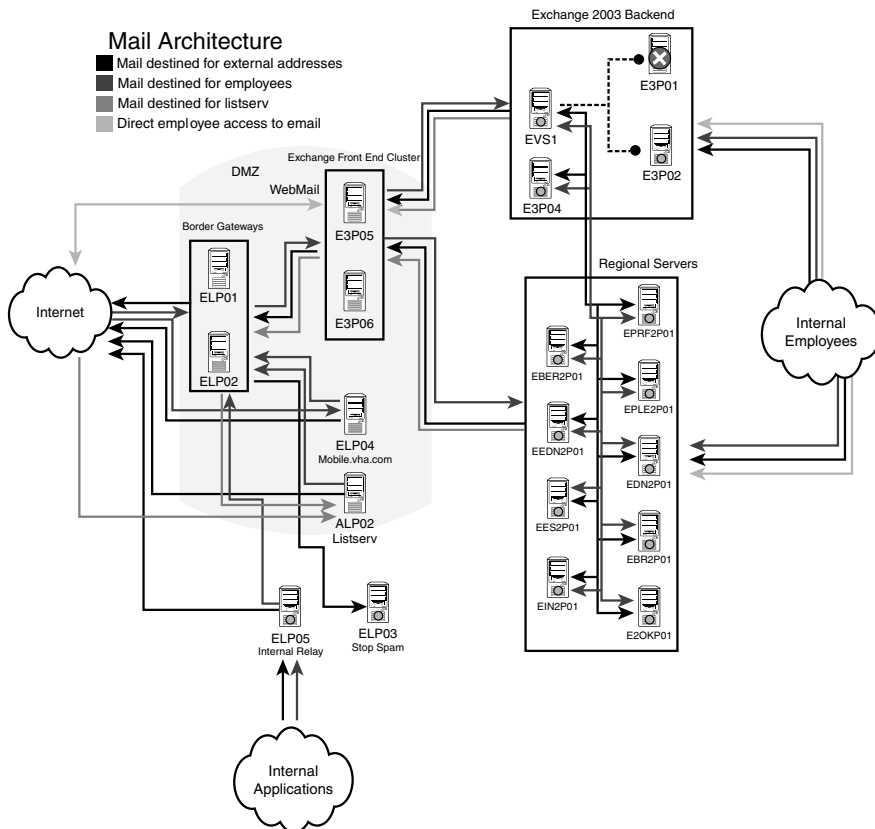 Mail Architecture
Mail destined for external addresses
Mail destined for employees
Mail destined for listserv
Direct employee access to email
Exchange 2003 Backend
E3P01
EVS1
E3P02
E3P04
DMZ
Exchange Front End Cluster
WebMail
E3P05
E3P06
Border Gateways
ELP01
ELP02
Internet
ELP04
Mobile.vha.com
ALP02
Listserv
ELP05
Internal Relay
ELP03
Stop Spam
Internal
Applications
Regional Servers
EPRF2P01
EBER2P01
EPLE2P01
EEDN2P01
EDN2P01
EES2P01
EBR2P01
EIN2P01
E2OKP01
Internal
Employees